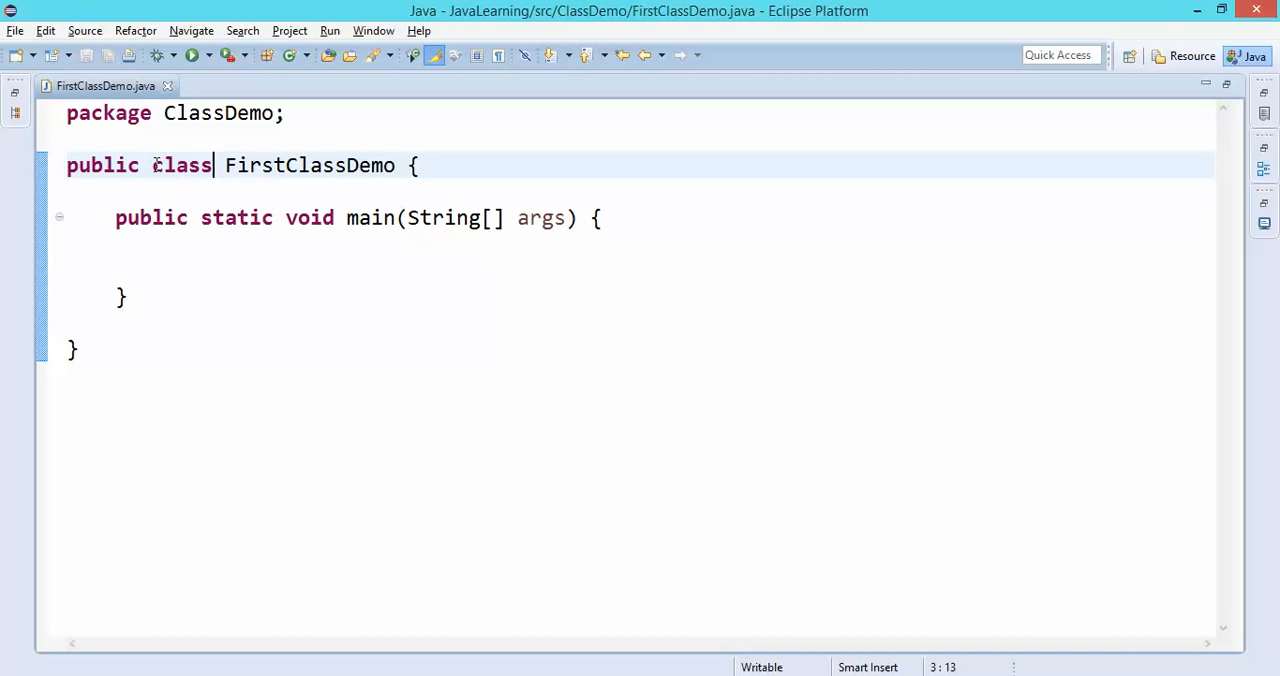 Java - JavaLearning/src/ClassDemo/FirstClassDemo.java - Eclipse Platform
File Edit Source Refactor Navigate Search Project Run Window Help
Quick Access Resource Java
FirstClassDemo.java
package ClassDemo;
public class FirstClassDemo {
public static void main(String[] args) {
}
}
Writable Smart Insert 3 : 13